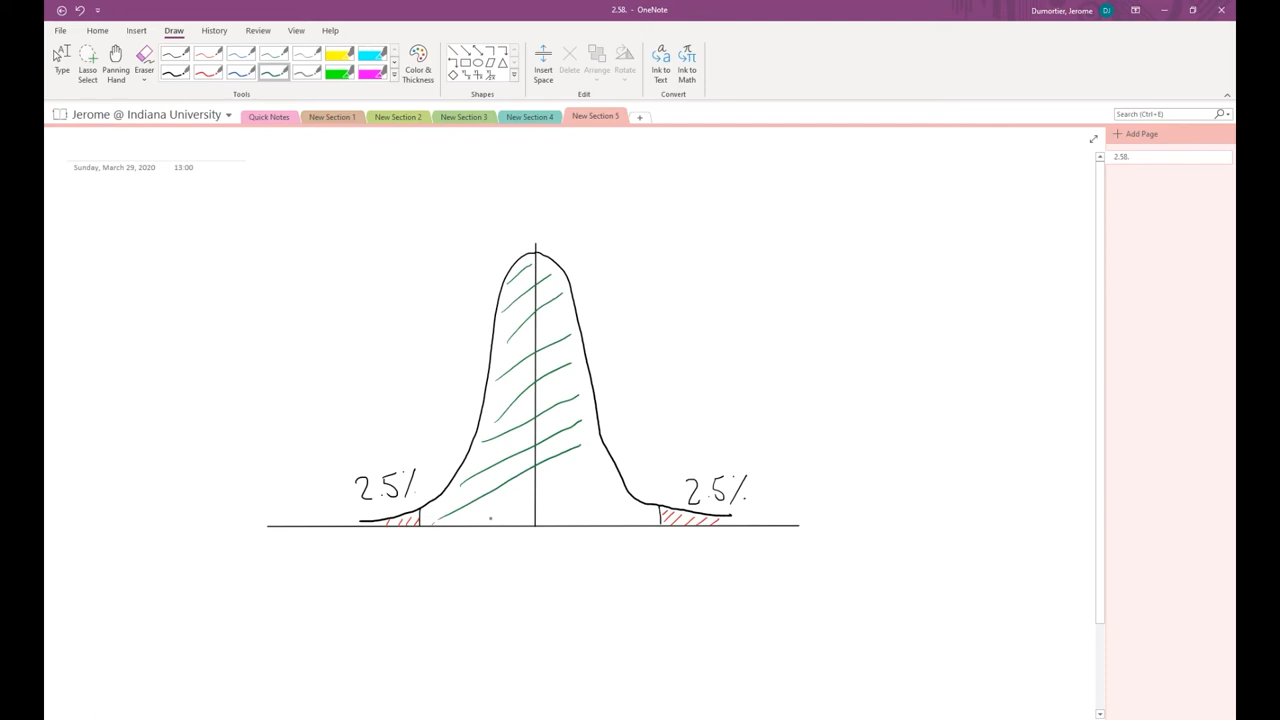 2.58. - OneNote
Dumortier, Jerome DJ
File Home Insert Draw History Review View Help
Type Lasso Select Panning Hand Eraser Color & Thickness Insert Space Delete Arrange Rotate Ink to Text Ink to Math
Tools Shapes Edit Convert
Jerome @ Indiana University Quick Notes New Section 1 New Section 2 New Section 3 New Section 4 New Section 5 Search (Ctrl+E)
Add Page
2.58.
Sunday, March 29, 2020 13:00
2.5% 2.5%